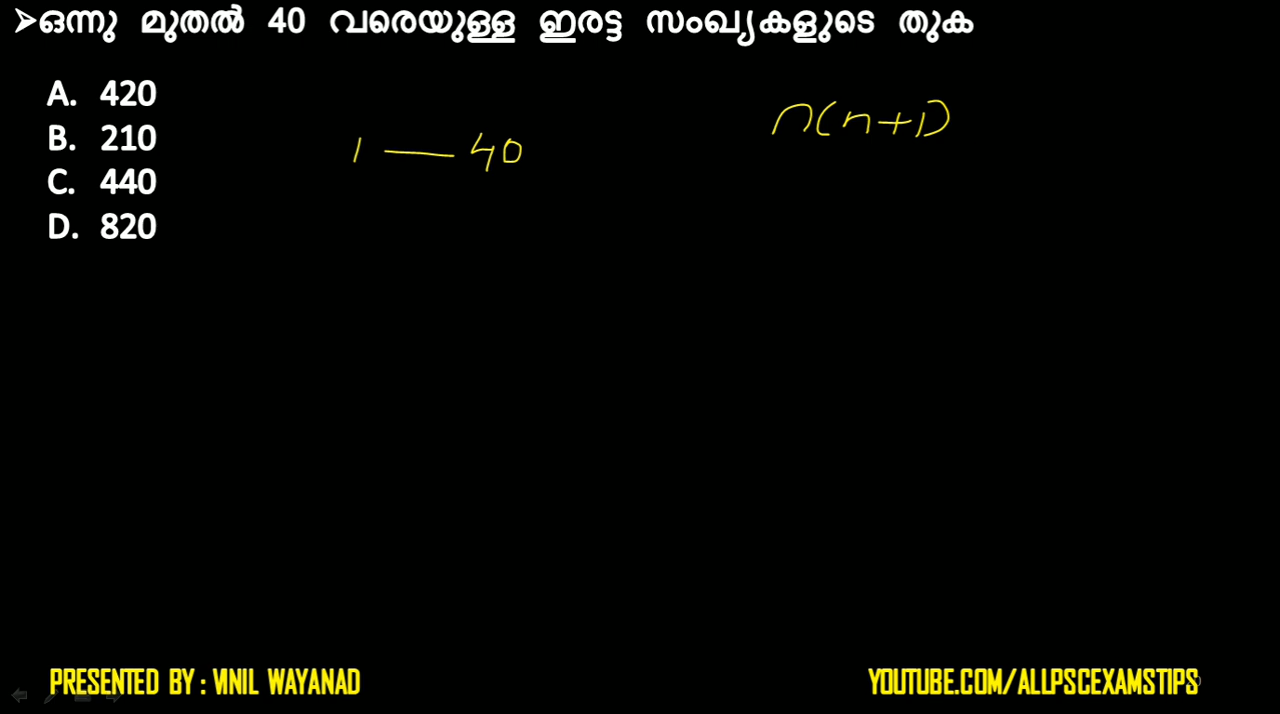 ➢ഒന്നു മുതൽ 40 വരെയുള്ള ഇരട്ട സംഖ്യകളുടെ തുക
A. 420
B. 210
C. 440
D. 820
1 — 40
n(n+1)
PRESENTED BY : VINIL WAYANAD
YOUTUBE.COM/ALLPSCEXAMSTIPS